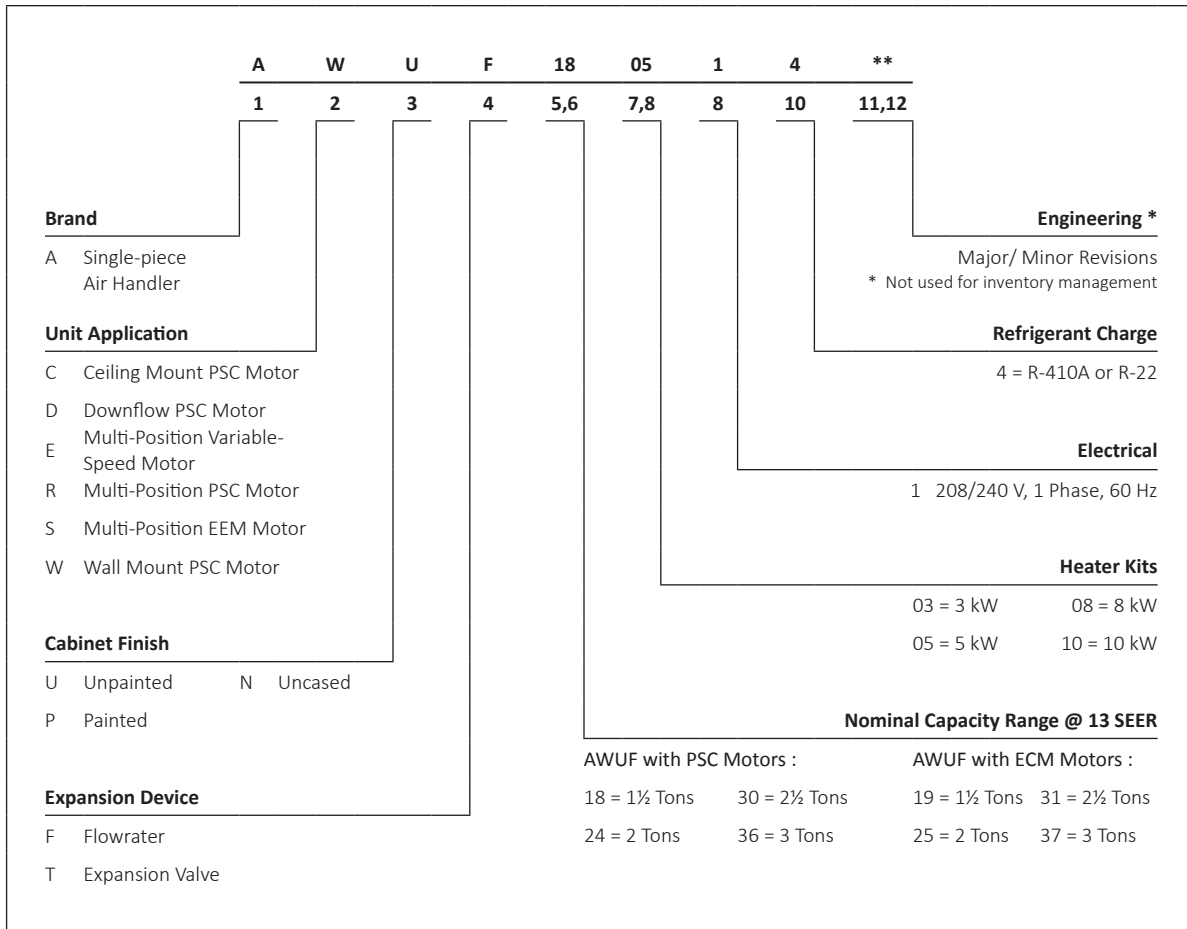 A W U F 18 05 1 4 **
1 2 3 4 5,6 7,8 8 10 11,12
Brand
A Single-piece
Air Handler
Unit Application
C Ceiling Mount PSC Motor
D Downflow PSC Motor
E Multi-Position Variable-
Speed Motor
R Multi-Position PSC Motor
S Multi-Position EEM Motor
W Wall Mount PSC Motor
Cabinet Finish
U Unpainted N Uncased
P Painted
Expansion Device
F Flowrater
T Expansion Valve
Engineering *
Major/ Minor Revisions
* Not used for inventory management
Refrigerant Charge
4 = R-410A or R-22
Electrical
1 208/240 V, 1 Phase, 60 Hz
Heater Kits
03 = 3 kW 08 = 8 kW
05 = 5 kW 10 = 10 kW
Nominal Capacity Range @ 13 SEER
AWUF with PSC Motors : AWUF with ECM Motors :
18 = 1½ Tons 30 = 2½ Tons 19 = 1½ Tons 31 = 2½ Tons
24 = 2 Tons 36 = 3 Tons 25 = 2 Tons 37 = 3 Tons